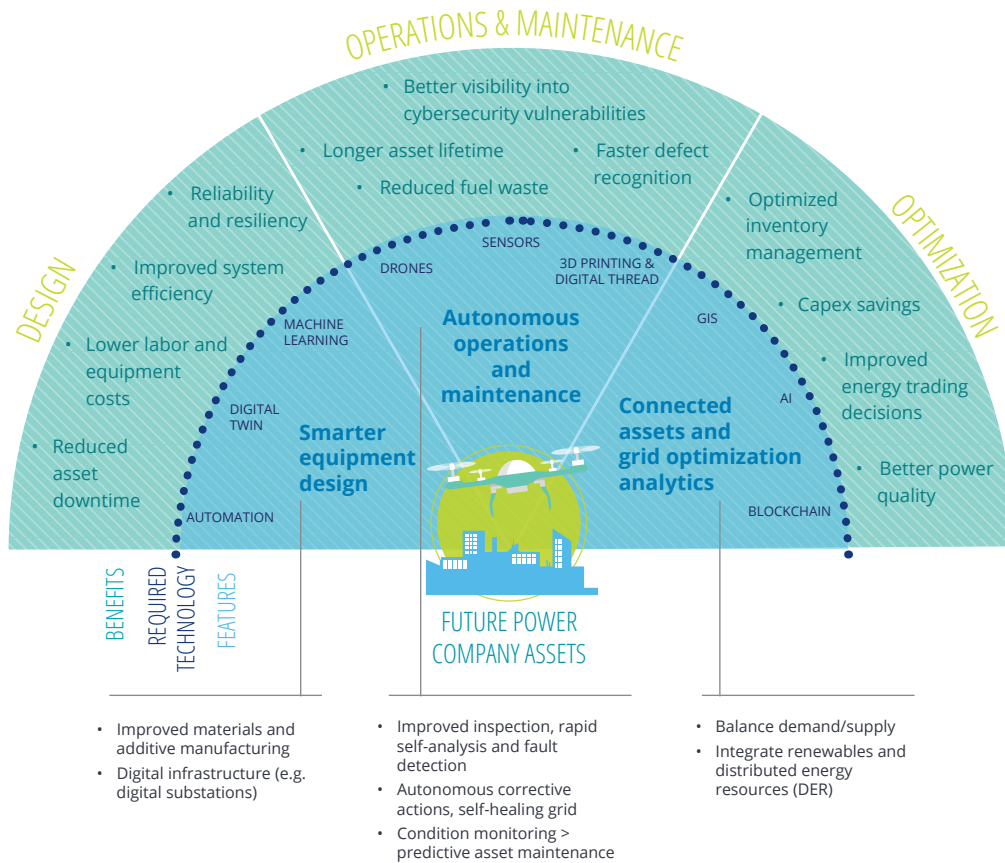 OPERATIONS & MAINTENANCE
• Better visibility into
cybersecurity vulnerabilities
• Longer asset lifetime
• Faster defect
recognition
• Reduced fuel waste
DESIGN
• Reliability
and resiliency
• Improved system
efficiency
• Lower labor and
equipment
costs
• Reduced
asset
downtime
OPTIMIZATION
• Optimized
inventory
management
• Capex savings
• Improved
energy trading
decisions
• Better power
quality
AUTOMATION
DIGITAL
TWIN
MACHINE
LEARNING
DRONES
SENSORS
3D PRINTING &
DIGITAL THREAD
GIS
AI
BLOCKCHAIN
Smarter
equipment
design
Autonomous
operations
and
maintenance
Connected
assets and
grid optimization
analytics
BENEFITS
REQUIRED
TECHNOLOGY
FEATURES
FUTURE POWER
COMPANY ASSETS
• Improved materials and
additive manufacturing
• Digital infrastructure (e.g.
digital substations)
• Improved inspection, rapid
self-analysis and fault
detection
• Autonomous corrective
actions, self-healing grid
• Condition monitoring >
predictive asset maintenance
• Balance demand/supply
• Integrate renewables and
distributed energy
resources (DER)